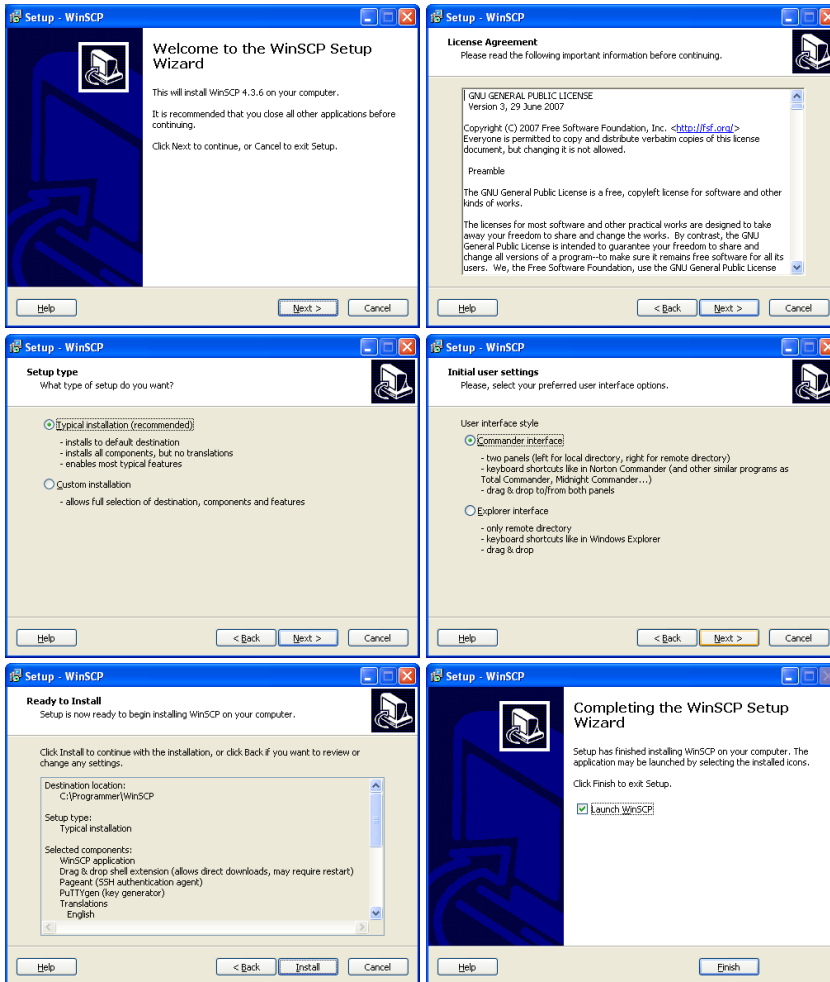 Setup - WinSCP
Welcome to the WinSCP Setup
Wizard
This will install WinSCP 4.3.6 on your computer.
It is recommended that you close all other applications before
continuing.
Click Next to continue, or Cancel to exit Setup.
Help
Next >
Cancel
Setup - WinSCP
License Agreement
Please read the following important information before continuing.
GNU GENERAL PUBLIC LICENSE
Version 3, 29 June 2007
Copyright (C) 2007 Free Software Foundation, Inc. <http://fsf.org/>
Everyone is permitted to copy and distribute verbatim copies of this license
document, but changing it is not allowed.
Preamble
The GNU General Public License is a free, copyleft license for software and other
kinds of works.
The licenses for most software and other practical works are designed to take
away your freedom to share and change the works. By contrast, the GNU
General Public License is intended to guarantee your freedom to share and
change all versions of a program--to make sure it remains free software for all its
users. We, the Free Software Foundation, use the GNU General Public License
Help
< Back
Next >
Cancel
Setup - WinSCP
Setup type
What type of setup do you want?
Typical installation (recommended)
- installs to default destination
- installs all components, but no translations
- enables most typical features
Custom installation
- allows full selection of destination, components and features
Help
< Back
Next >
Cancel
Setup - WinSCP
Initial user settings
Please, select your preferred user interface options.
User interface style
Commander interface
- two panels (left for local directory, right for remote directory)
- keyboard shortcuts like in Norton Commander (and other similar programs as
Total Commander, Midnight Commander...)
- drag & drop to/from both panels
Explorer interface
- only remote directory
- keyboard shortcuts like in Windows Explorer
- drag & drop
Help
< Back
Next >
Cancel
Setup - WinSCP
Ready to Install
Setup is now ready to begin installing WinSCP on your computer.
Click Install to continue with the installation, or click Back if you want to review or
change any settings.
Destination location:
C:\Programmer\WinSCP
Setup type:
Typical installation
Selected components:
WinSCP application
Drag & drop shell extension (allows direct downloads, may require restart)
Pageant (SSH authentication agent)
PuTTYgen (key generator)
Translations
English
Help
< Back
Install
Cancel
Setup - WinSCP
Completing the WinSCP Setup
Wizard
Setup has finished installing WinSCP on your computer. The
application may be launched by selecting the installed icons.
Click Finish to exit Setup.
Launch WinSCP
Help
Finish